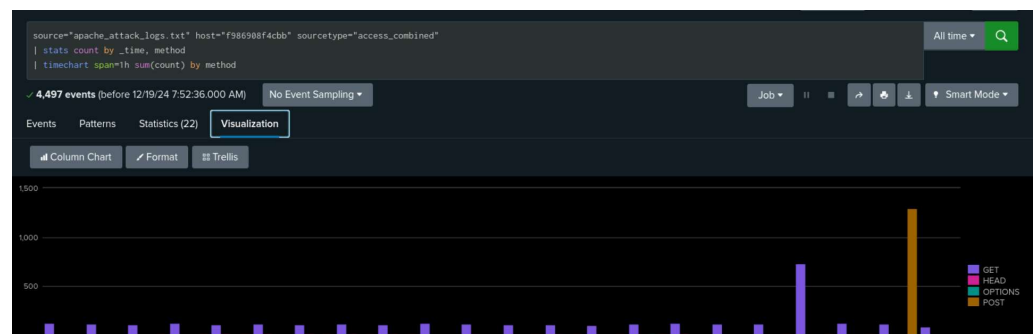 source="apache_attack_logs.txt" host="f986908f4cbb" sourcetype="access_combined"
| stats count by _time, method
| timechart span=1h sum(count) by method
All time
4,497 events (before 12/19/24 7:52:36.000 AM)
No Event Sampling
Job
Smart Mode
Events
Patterns
Statistics (22)
Visualization
Column Chart
Format
Trellis
1,500
1,000
500
GET
HEAD
OPTIONS
POST